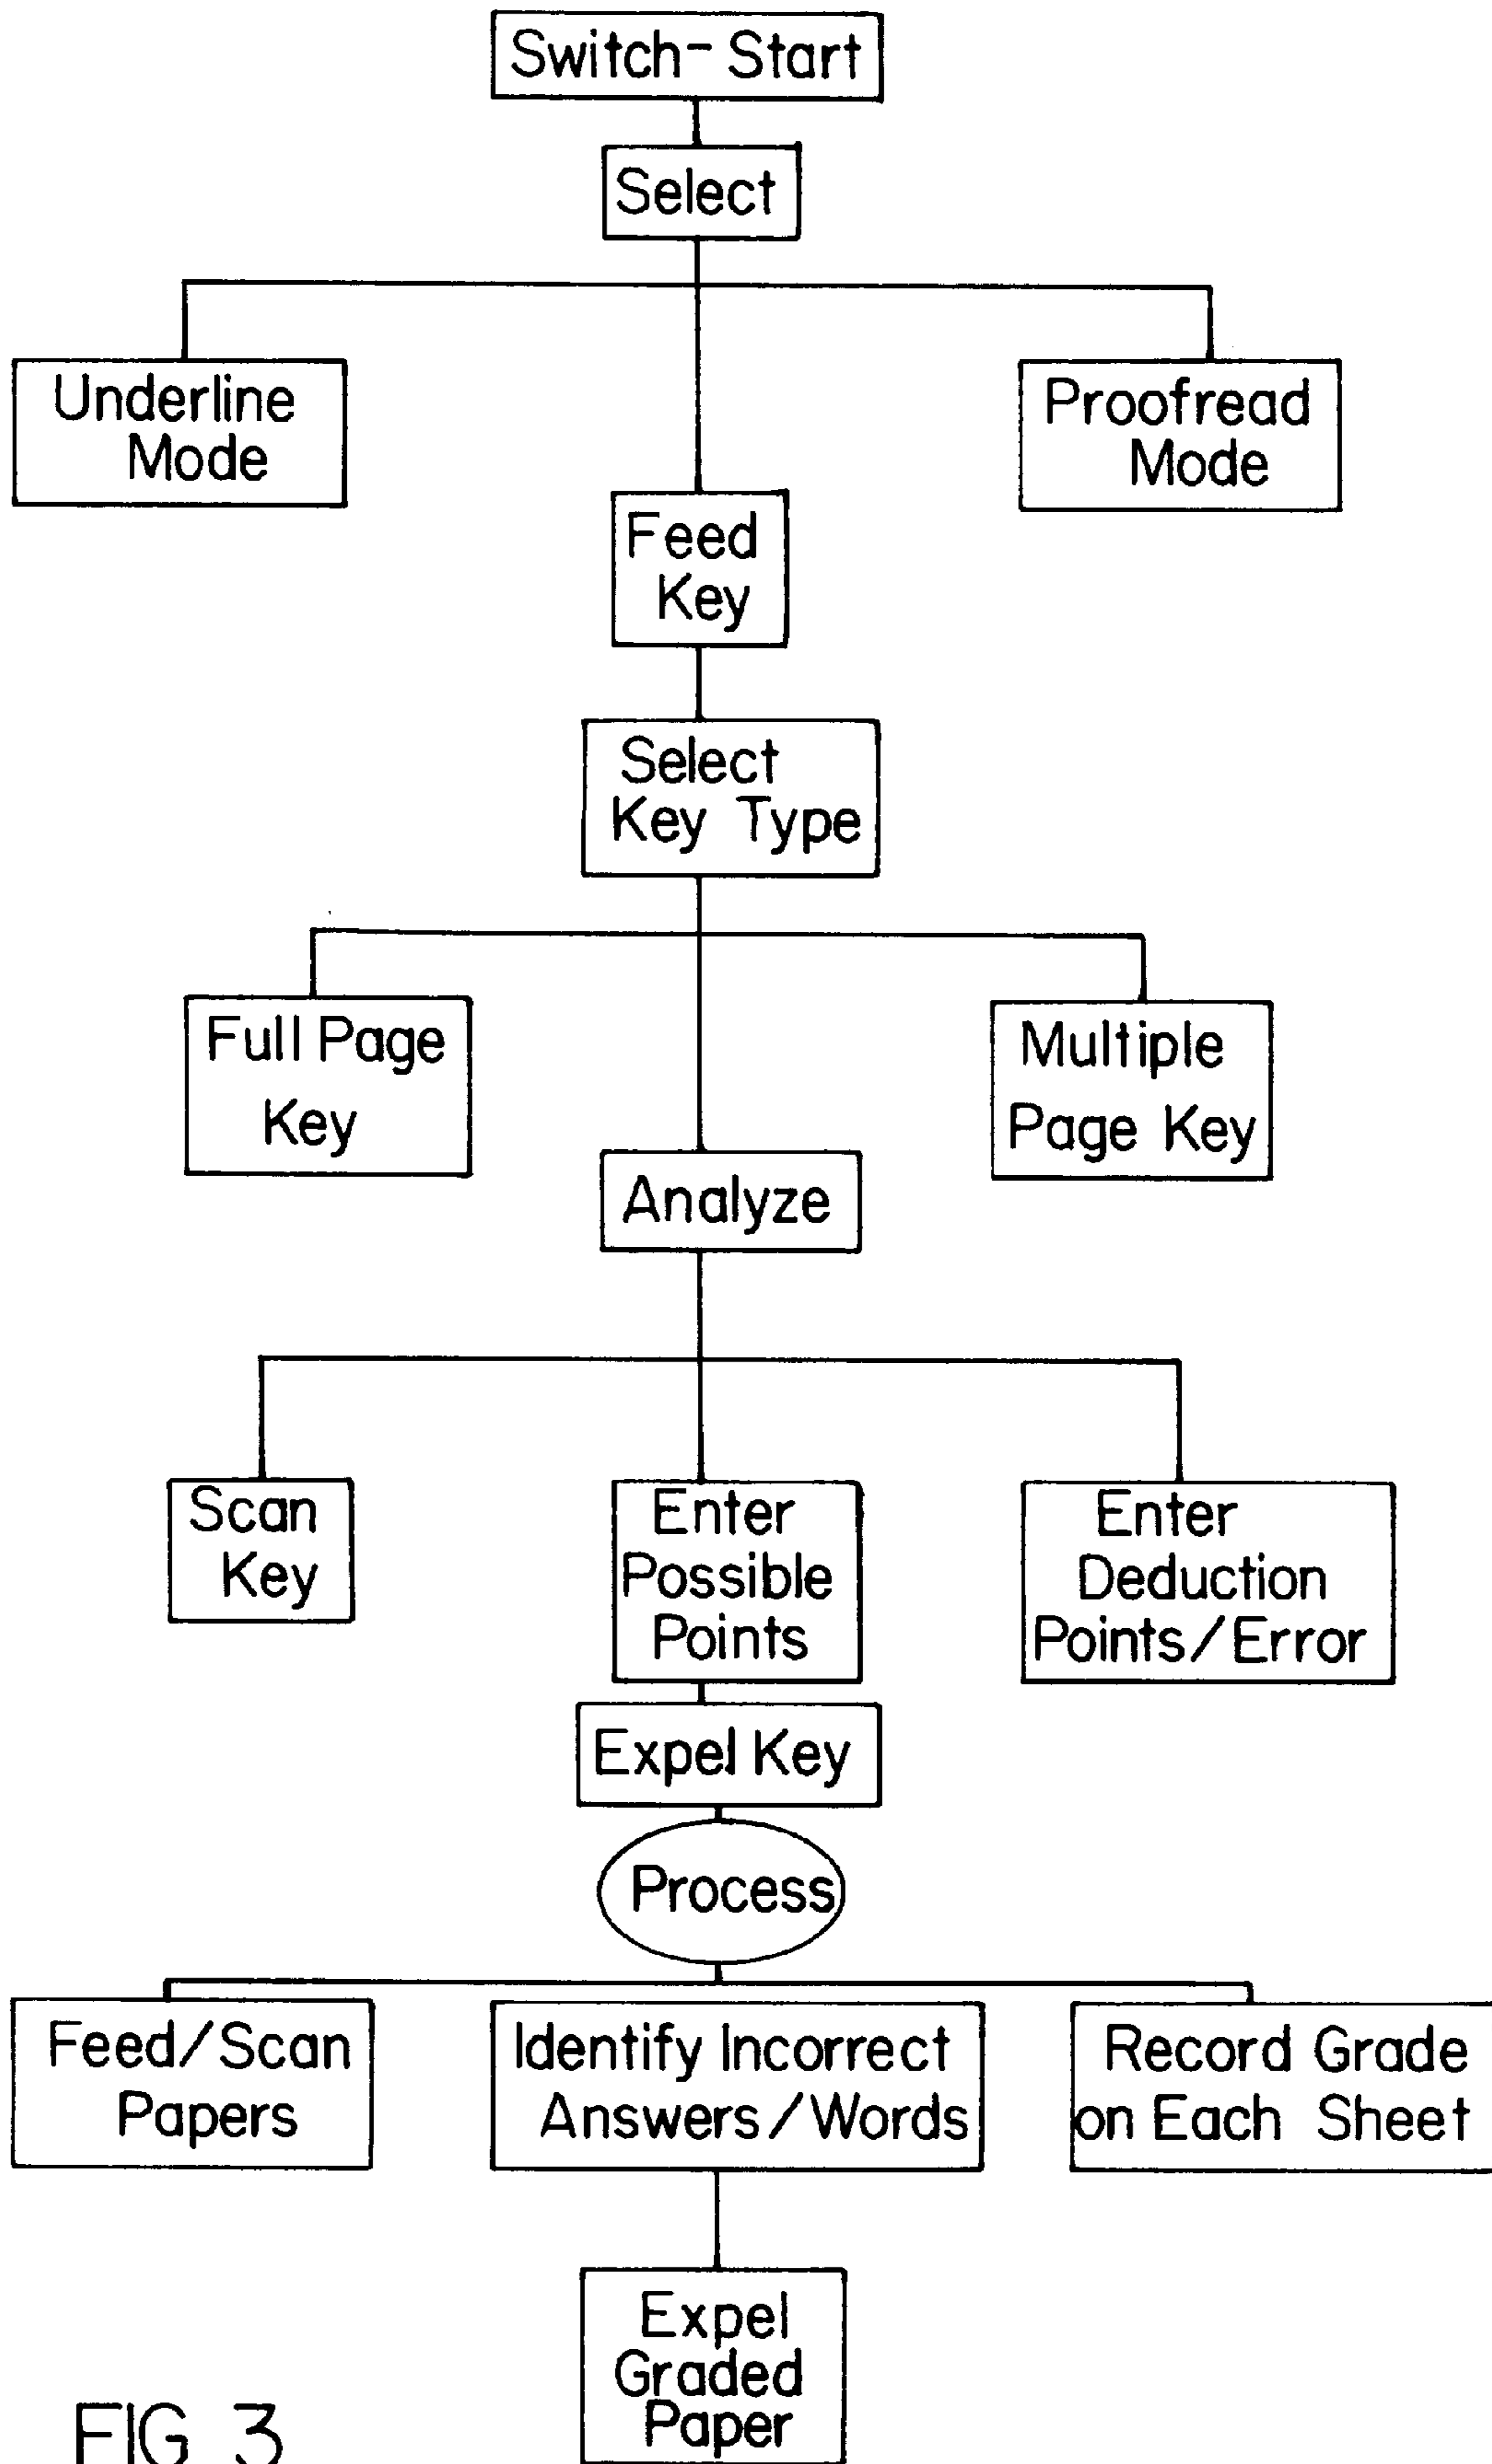 Switch-Start
Select
Underline
Mode
Proofread
Mode
Feed
Key
Select
Key Type
Full Page
Key
Multiple
Page Key
Analyze
Scan
Key
Enter
Possible
Points
Enter
Deduction
Points/Error
Expel Key
Process
Feed/Scan
Papers
Identify Incorrect
Answers/Words
Record Grade
on Each Sheet
Expel
Graded
Paper
FIG. 3